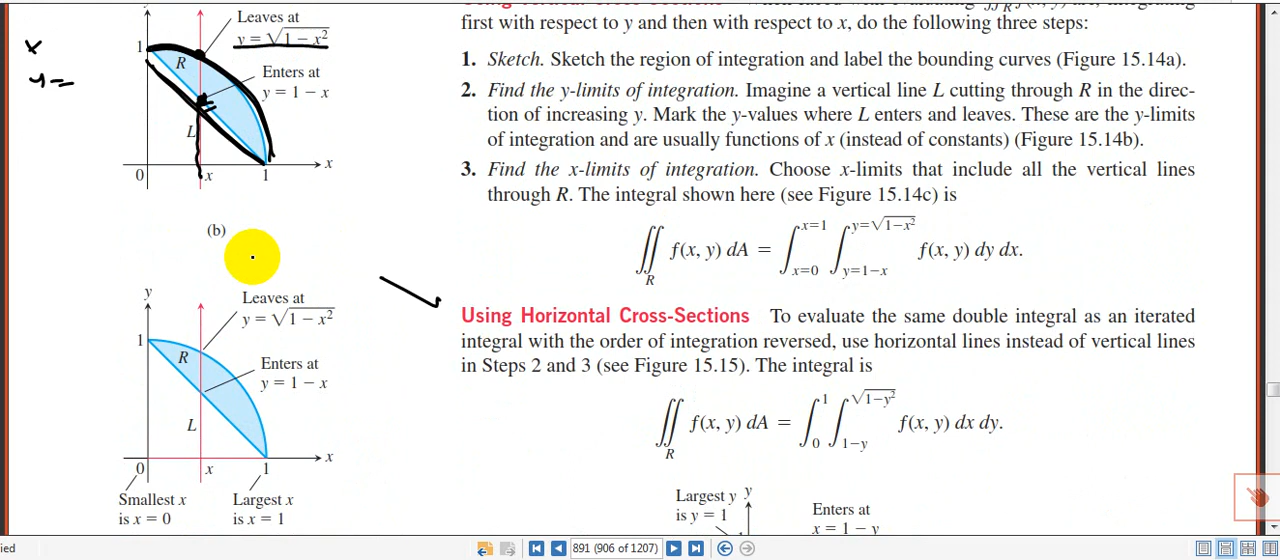 Leaves at
y = √1 − x²
1
R
Enters at
y = 1 − x
L
x
0
x
1
x
y =
(b)
y
Leaves at
y = √1 − x²
1
R
Enters at
y = 1 − x
L
x
0
x
1
Smallest x
is x = 0
Largest x
is x = 1
first with respect to y and then with respect to x, do the following three steps:
1. Sketch. Sketch the region of integration and label the bounding curves (Figure 15.14a).
2. Find the y-limits of integration. Imagine a vertical line L cutting through R in the direc-
tion of increasing y. Mark the y-values where L enters and leaves. These are the y-limits
of integration and are usually functions of x (instead of constants) (Figure 15.14b).
3. Find the x-limits of integration. Choose x-limits that include all the vertical lines
through R. The integral shown here (see Figure 15.14c) is
∬R f(x, y) dA = ∫x=0x=1 ∫y=1−xy=√1−x² f(x, y) dy dx.
Using Horizontal Cross-Sections To evaluate the same double integral as an iterated
integral with the order of integration reversed, use horizontal lines instead of vertical lines
in Steps 2 and 3 (see Figure 15.15). The integral is
∬R f(x, y) dA = ∫01 ∫1−y√1−y² f(x, y) dx dy.
Largest y
is y = 1
y
1
Enters at
x = 1 − y
ied
891 (906 of 1207)